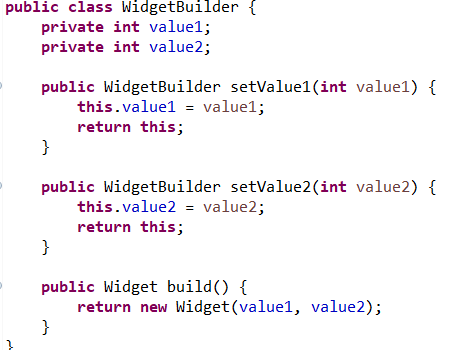 public class WidgetBuilder {
    private int value1;
    private int value2;

    public WidgetBuilder setValue1(int value1) {
        this.value1 = value1;
        return this;
    }

    public WidgetBuilder setValue2(int value2) {
        this.value2 = value2;
        return this;
    }

    public Widget build() {
        return new Widget(value1, value2);
    }
}